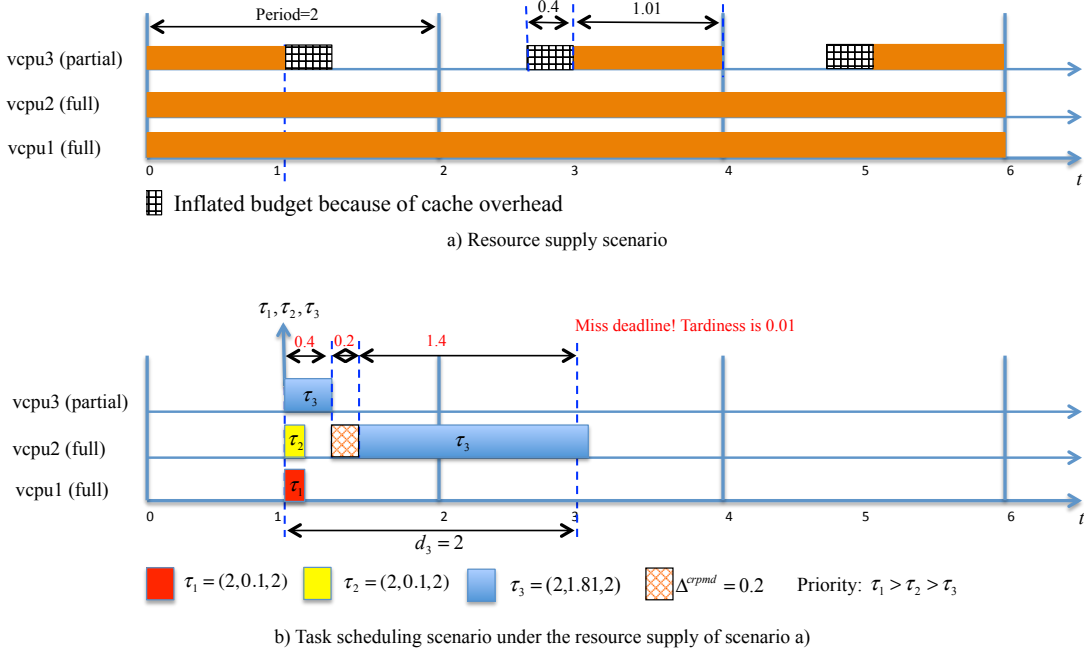 Period=2
0.4
1.01
vcpu3 (partial)
vcpu2 (full)
vcpu1 (full)
0 1 2 3 4 5 6
t
Inflated budget because of cache overhead
a) Resource supply scenario
τ₁,τ₂,τ₃
Miss deadline! Tardiness is 0.01
0.4 0.2 1.4
vcpu3 (partial)
τ₃
vcpu2 (full)
τ₂ τ₃
vcpu1 (full)
τ₁
0 1 2 3 4 5 6
t
d₃ = 2
τ₁ = (2,0.1,2) τ₂ = (2,0.1,2) τ₃ = (2,1.81,2) Δ^crpmd = 0.2 Priority: τ₁ > τ₂ > τ₃
b) Task scheduling scenario under the resource supply of scenario a)